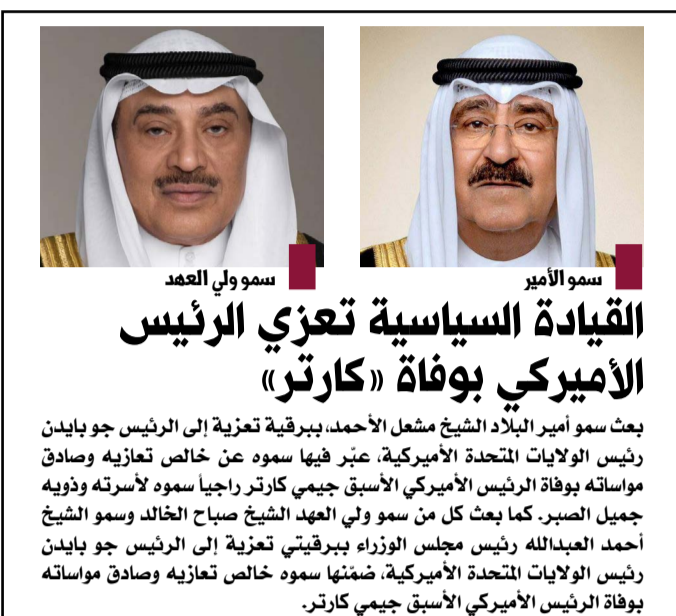 سمو الأمير
سمو ولي العهد
القيادة السياسية تعزي الرئيس
الأميركي بوفاة «كارتر»
بعث سمو أمير البلاد الشيخ مشعل الأحمد، ببرقية تعزية إلى الرئيس جو بايدن
رئيس الولايات المتحدة الأميركية، عبّر فيها سموه عن خالص تعازيه وصادق
مواساته بوفاة الرئيس الأميركي الأسبق جيمي كارتر راجياً سموه لأسرته وذويه
جميل الصبر. كما بعث كل من سمو ولي العهد الشيخ صباح الخالد وسمو الشيخ
أحمد العبدالله رئيس مجلس الوزراء ببرقيتي تعزية إلى الرئيس جو بايدن
رئيس الولايات المتحدة الأميركية، ضمّنها سموه خالص تعازيه وصادق مواساته
بوفاة الرئيس الأميركي الأسبق جيمي كارتر.